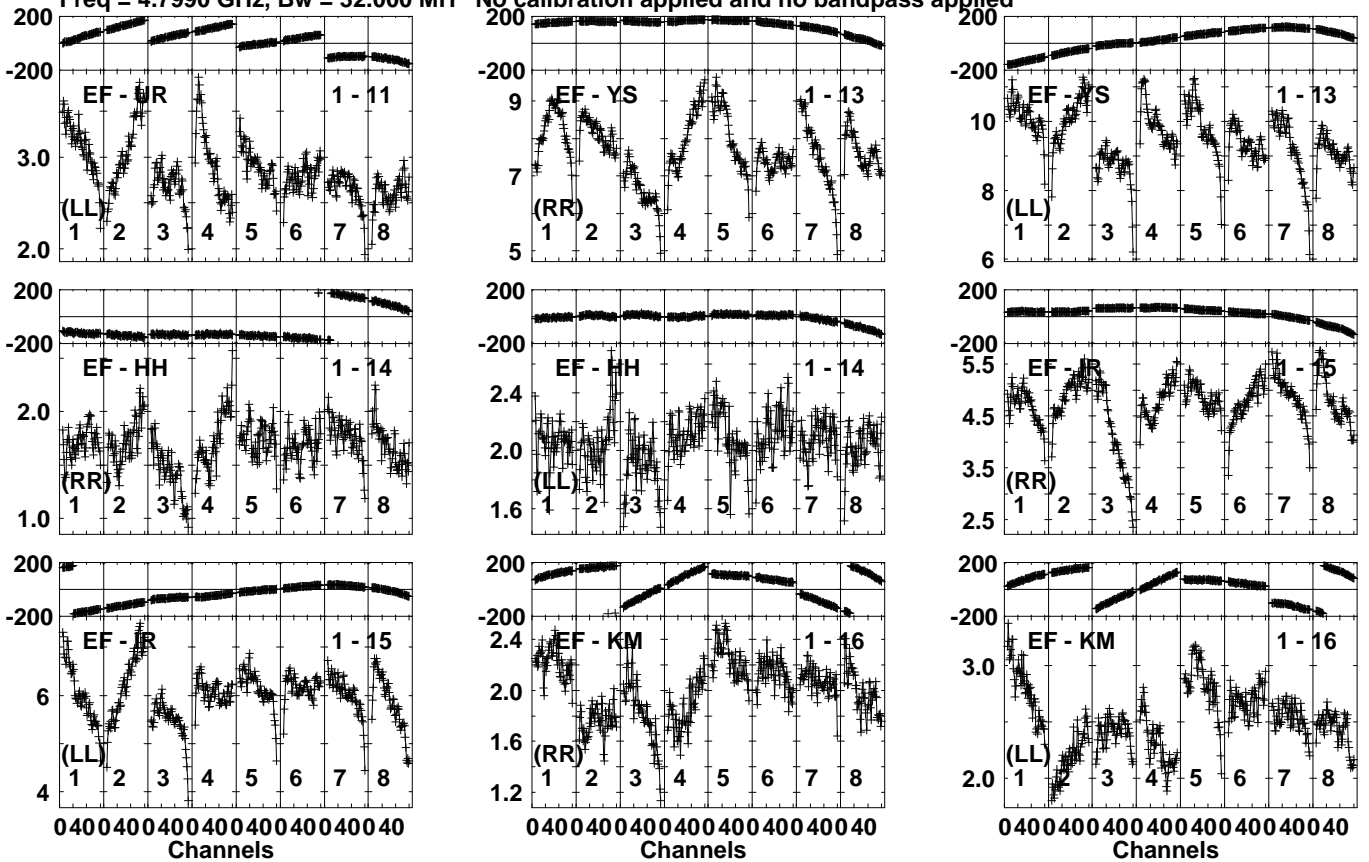 Freq = 4.7990 GHz, Bw = 32.000 MH No calibration applied and no bandpass applied
200 200 200
-200 -200 -200
EF - UR 1 - 11 EF - YS 1 - 13 EF - YS 1 - 13
3.0 9 10
2.0 7 8
5 6
(LL) (RR) (LL)
1 2 3 4 5 6 7 8 1 2 3 4 5 6 7 8 1 2 3 4 5 6 7 8
200 200 200
-200 -200 -200
EF - HH 1 - 14 EF - HH 1 - 14 EF - IR 1 - 15
2.0 2.4 5.5
1.0 2.0 4.5
1.6 3.5
2.5
(RR) (LL) (RR)
1 2 3 4 5 6 7 8 1 2 3 4 5 6 7 8 1 2 3 4 5 6 7 8
200 200 200
-200 -200 -200
EF - IR 1 - 15 EF - KM 1 - 16 EF - KM 1 - 16
6 2.4 3.0
4 2.0 2.0
1.6
1.2
(LL) (RR) (LL)
1 2 3 4 5 6 7 8 1 2 3 4 5 6 7 8 1 2 3 4 5 6 7 8
0 40 0 40 0 40 0 40 0 40 0 40 0 40 0 40 0 40 0 40 0 40 0 40 0 40 0 40 0 40 0 40 0 40 0 40 0 40 0 40 0 40 0 40 0 40 0 40
Channels Channels Channels